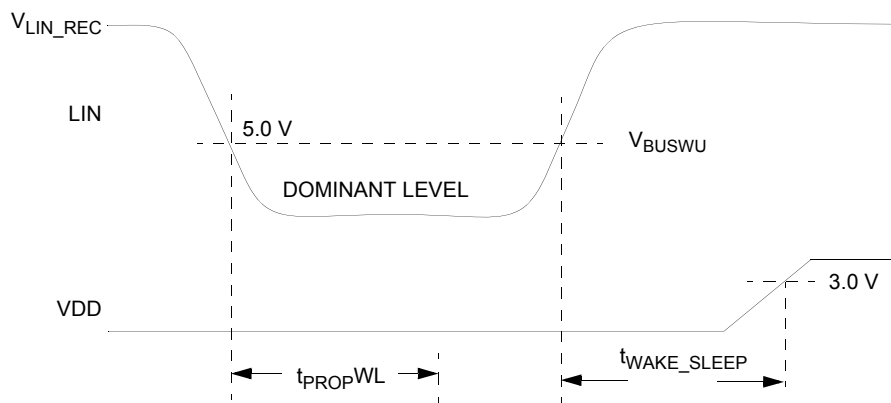 VLIN_REC
LIN
5.0 V
VBUSWU
DOMINANT LEVEL
VDD
3.0 V
tPROPWL
tWAKE_SLEEP